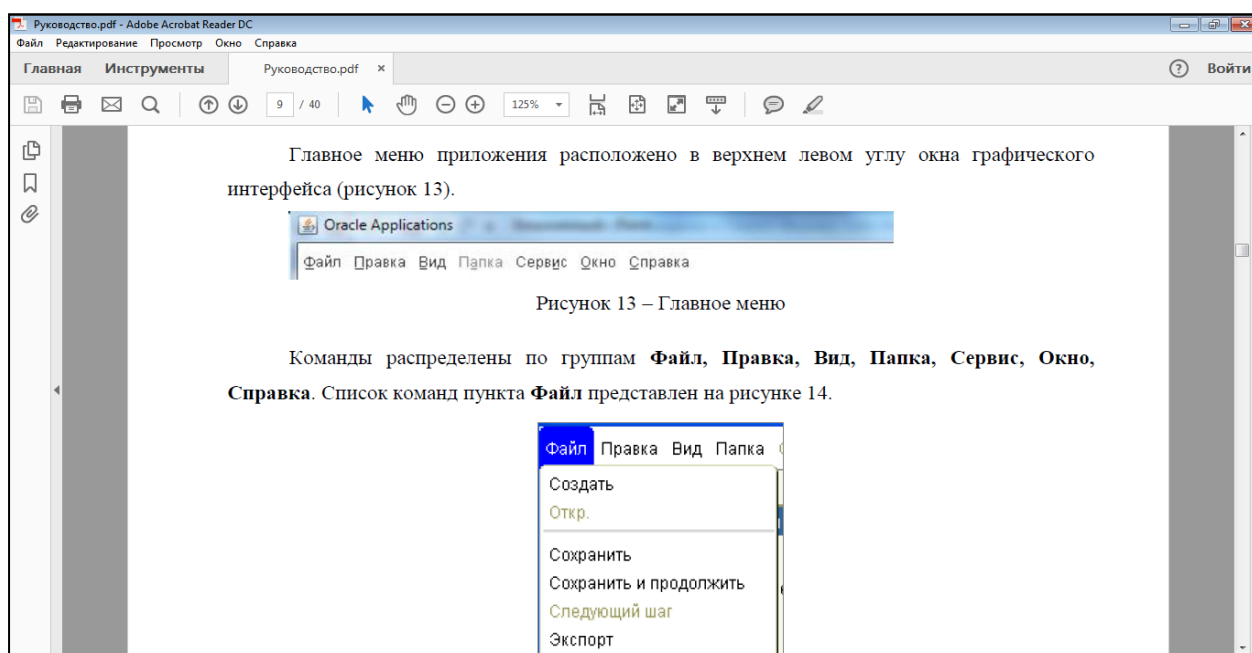 Руководство.pdf - Adobe Acrobat Reader DC
Файл Редактирование Просмотр Окно Справка
Главная Инструменты Руководство.pdf × ? Войти
9 / 40 125%
Главное меню приложения расположено в верхнем левом углу окна графического
интерфейса (рисунок 13).
Oracle Applications
Файл Правка Вид Папка Сервис Окно Справка
Рисунок 13 – Главное меню
Команды распределены по группам Файл, Правка, Вид, Папка, Сервис, Окно,
Справка. Список команд пункта Файл представлен на рисунке 14.
Файл Правка Вид Папка
Создать
Откр.
Сохранить
Сохранить и продолжить
Следующий шаг
Экспорт